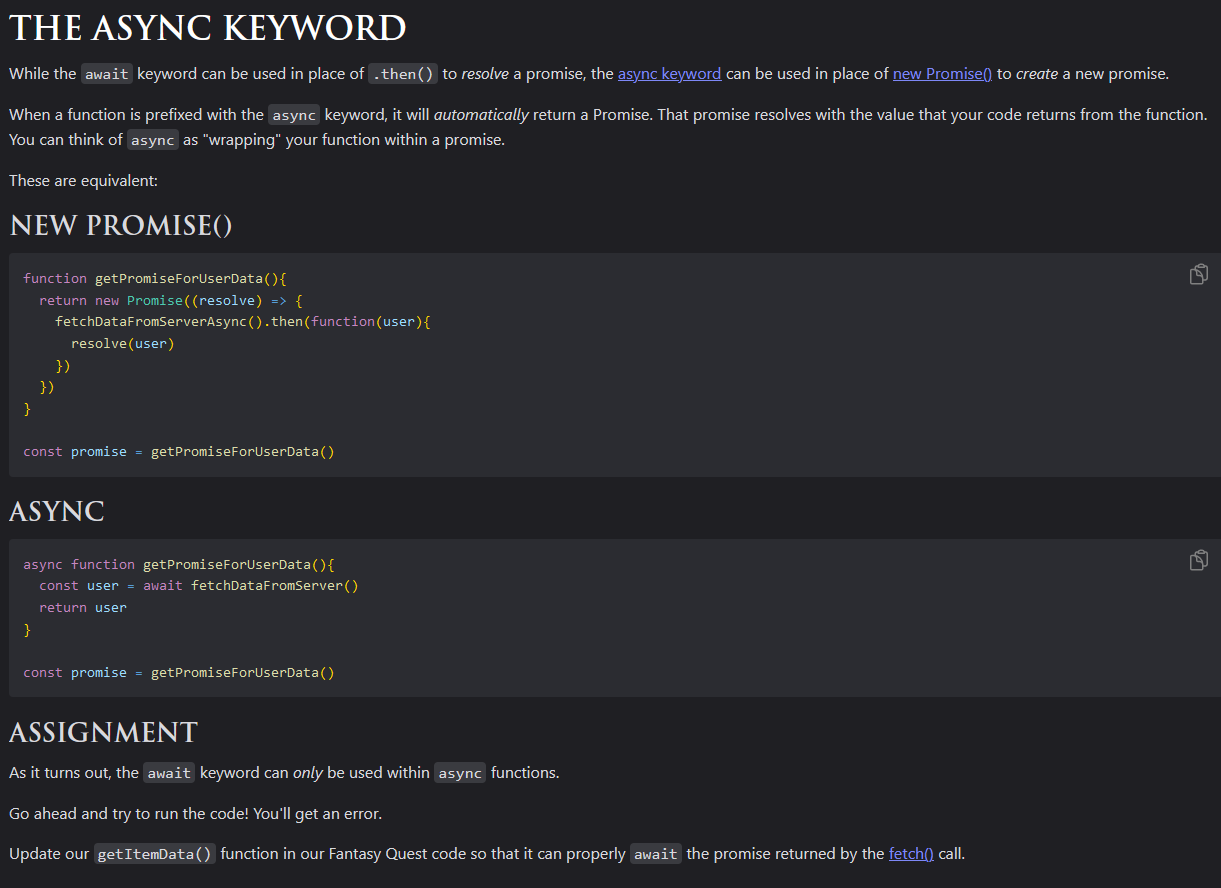 THE ASYNC KEYWORD
While the await keyword can be used in place of .then() to resolve a promise, the async keyword can be used in place of new Promise() to create a new promise.
When a function is prefixed with the async keyword, it will automatically return a Promise. That promise resolves with the value that your code returns from the function.
You can think of async as "wrapping" your function within a promise.
These are equivalent:
NEW PROMISE()
function getPromiseForUserData(){
  return new Promise((resolve) => {
    fetchDataFromServerAsync().then(function(user){
      resolve(user)
    })
  })
}
const promise = getPromiseForUserData()
ASYNC
async function getPromiseForUserData(){
  const user = await fetchDataFromServer()
  return user
}
const promise = getPromiseForUserData()
ASSIGNMENT
As it turns out, the await keyword can only be used within async functions.
Go ahead and try to run the code! You'll get an error.
Update our getItemData() function in our Fantasy Quest code so that it can properly await the promise returned by the fetch() call.